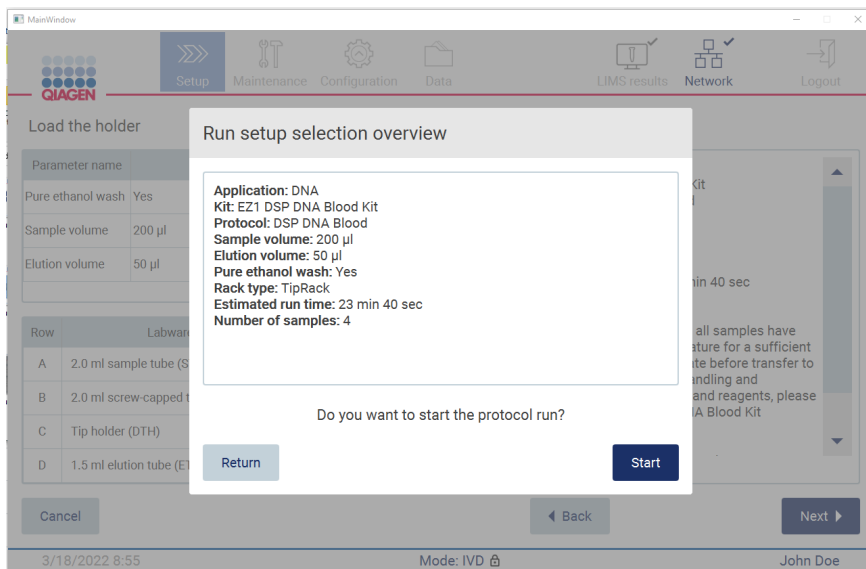 MainWindow
QIAGEN
Setup
Maintenance
Configuration
Data
LIMS results
Network
Logout
Load the holder
Parameter name
Pure ethanol wash Yes
Sample volume 200 µl
Elution volume 50 µl
Row Labware
A 2.0 ml sample tube (S
B 2.0 ml screw-capped t
C Tip holder (DTH)
D 1.5 ml elution tube (ET
Run setup selection overview
Application: DNA
Kit: EZ1 DSP DNA Blood Kit
Protocol: DSP DNA Blood
Sample volume: 200 µl
Elution volume: 50 µl
Pure ethanol wash: Yes
Rack type: TipRack
Estimated run time: 23 min 40 sec
Number of samples: 4
Do you want to start the protocol run?
Return
Start
Kit
in 40 sec
all samples have
ature for a sufficient
te before transfer to
andling and
and reagents, please
A Blood Kit
Cancel
Back
Next
3/18/2022 8:55
Mode: IVD
John Doe